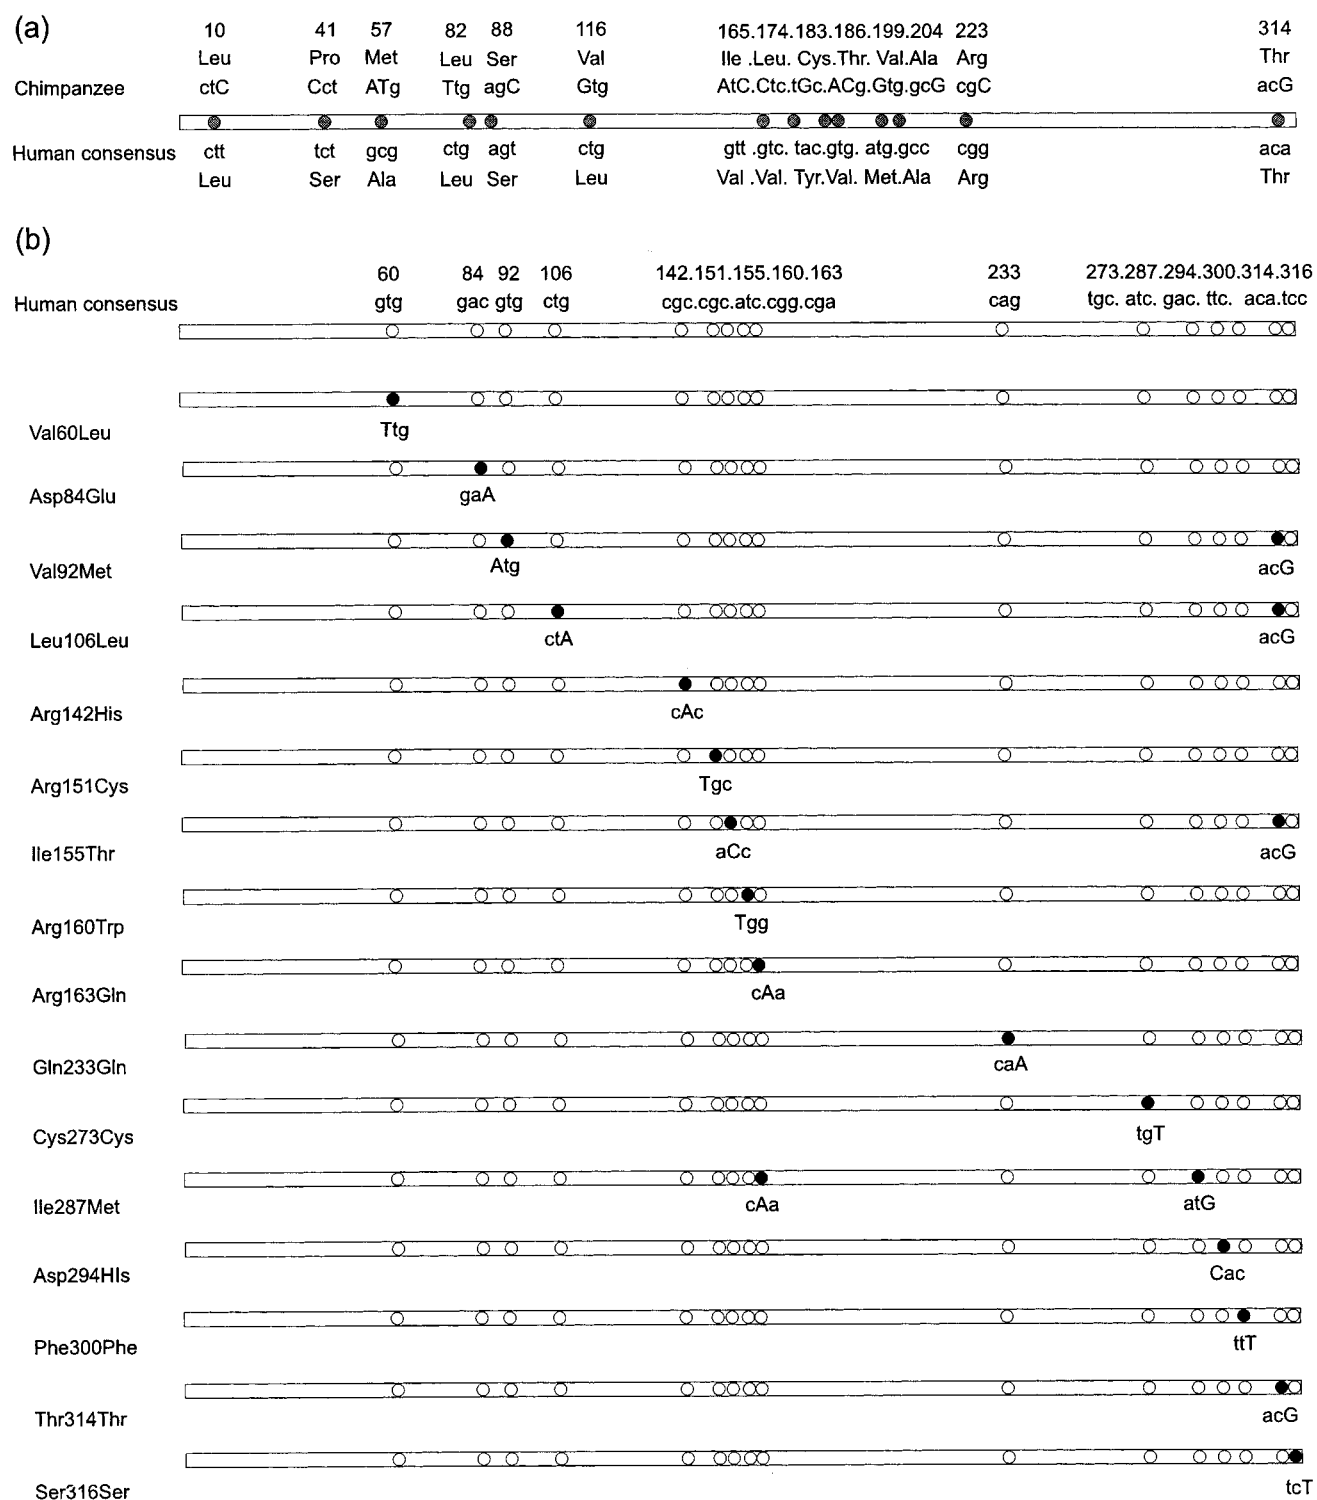 (a)
10 41 57 82 88 116 165.174.183.186.199.204 223 314
Leu Pro Met Leu Ser Val Ile .Leu. Cys.Thr. Val.Ala Arg Thr
Chimpanzee ctC Cct ATg Ttg agC Gtg AtC.Ctc.tGc.ACg.Gtg.gcG cgC acG
Human consensus ctt tct gcg ctg agt ctg gtt .gtc. tac.gtg. atg.gcc cgg aca
Leu Ser Ala Leu Ser Leu Val .Val. Tyr.Val. Met.Ala Arg Thr
(b)
60 84 92 106 142.151.155.160.163 233 273.287.294.300.314.316
Human consensus gtg gac gtg ctg cgc.cgc.atc.cgg.cga cag tgc. atc. gac. ttc. aca.tcc
Val60Leu Ttg
Asp84Glu gaA
Val92Met Atg acG
Leu106Leu ctA acG
Arg142His cAc
Arg151Cys Tgc
Ile155Thr aCc acG
Arg160Trp Tgg
Arg163Gln cAa
Gln233Gln caA
Cys273Cys tgT
Ile287Met cAa atG
Asp294HIs Cac
Phe300Phe ttT
Thr314Thr acG
Ser316Ser tcT